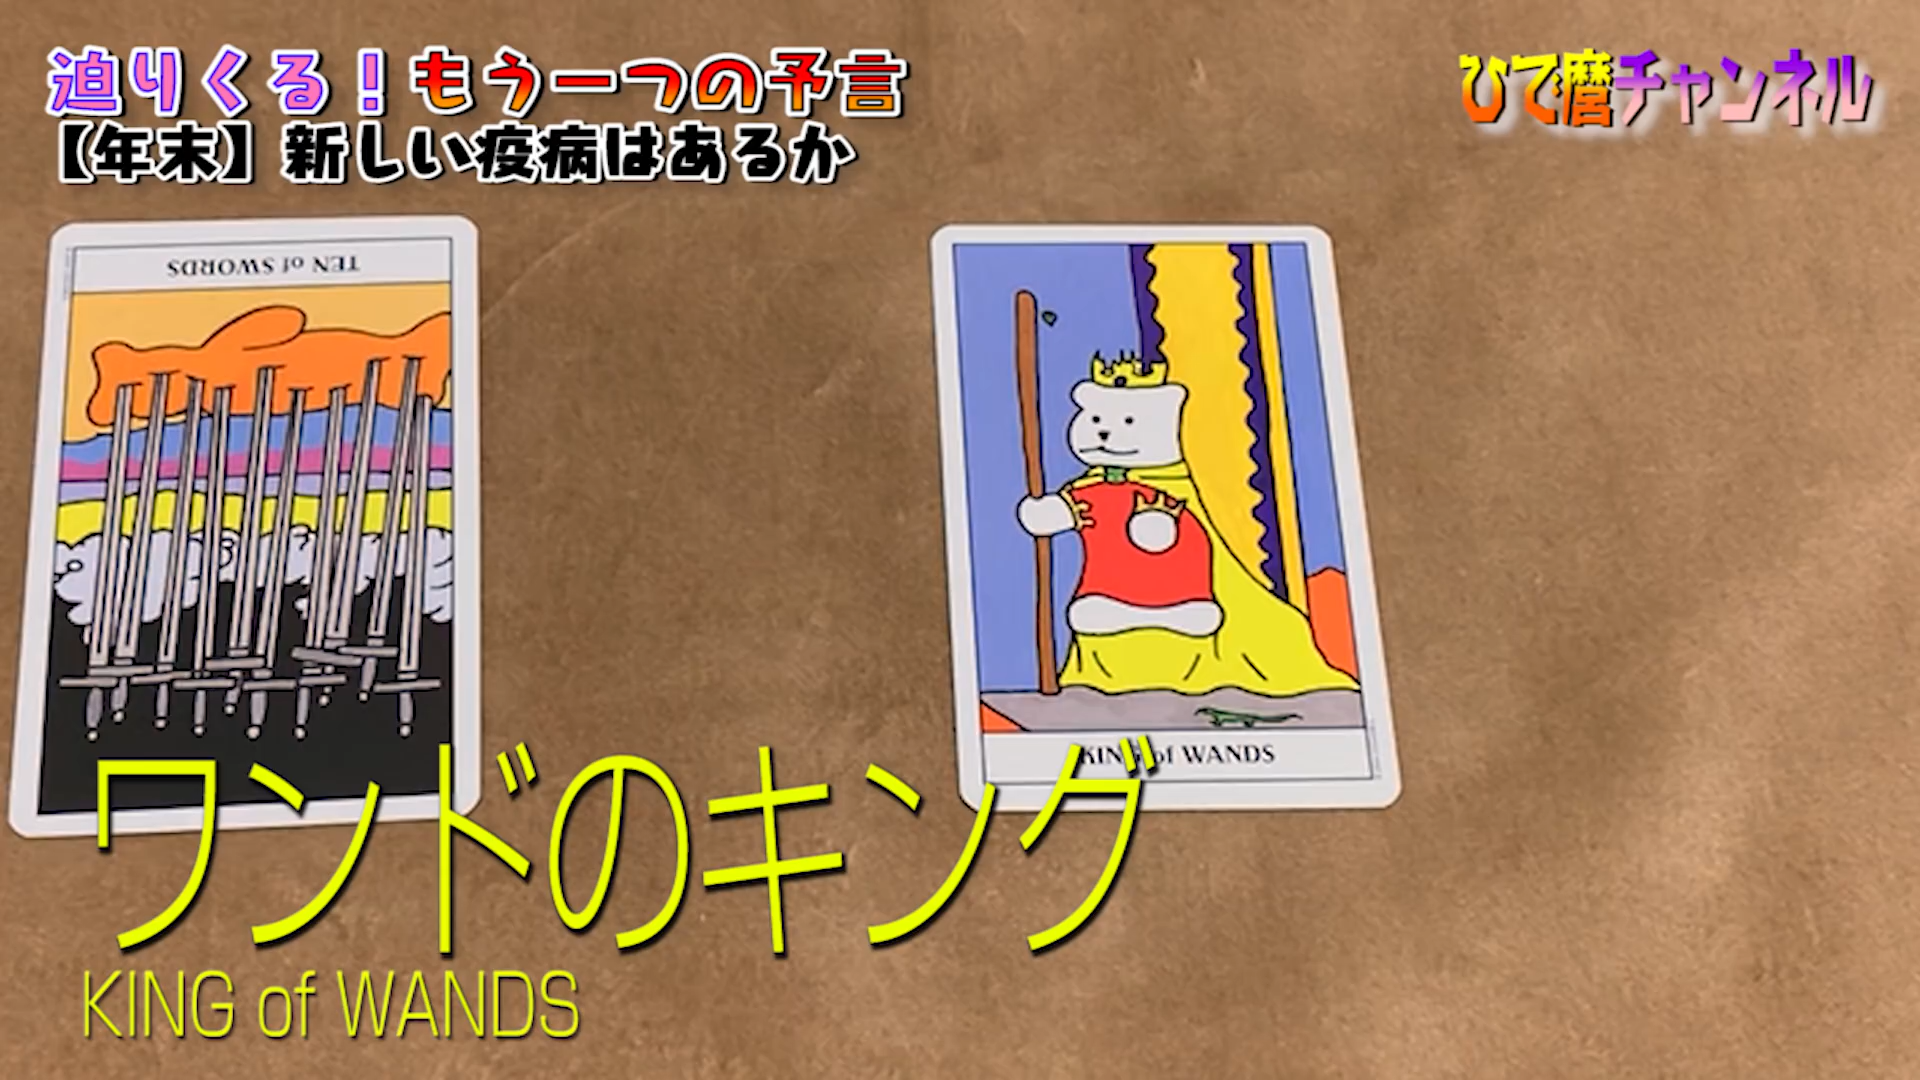 迫りくる！もう一つの予言
【年末】新しい疫病はあるか
ひで麿チャンネル
TEN of SWORDS
KING of WANDS
ワンドのキング
KING of WANDS